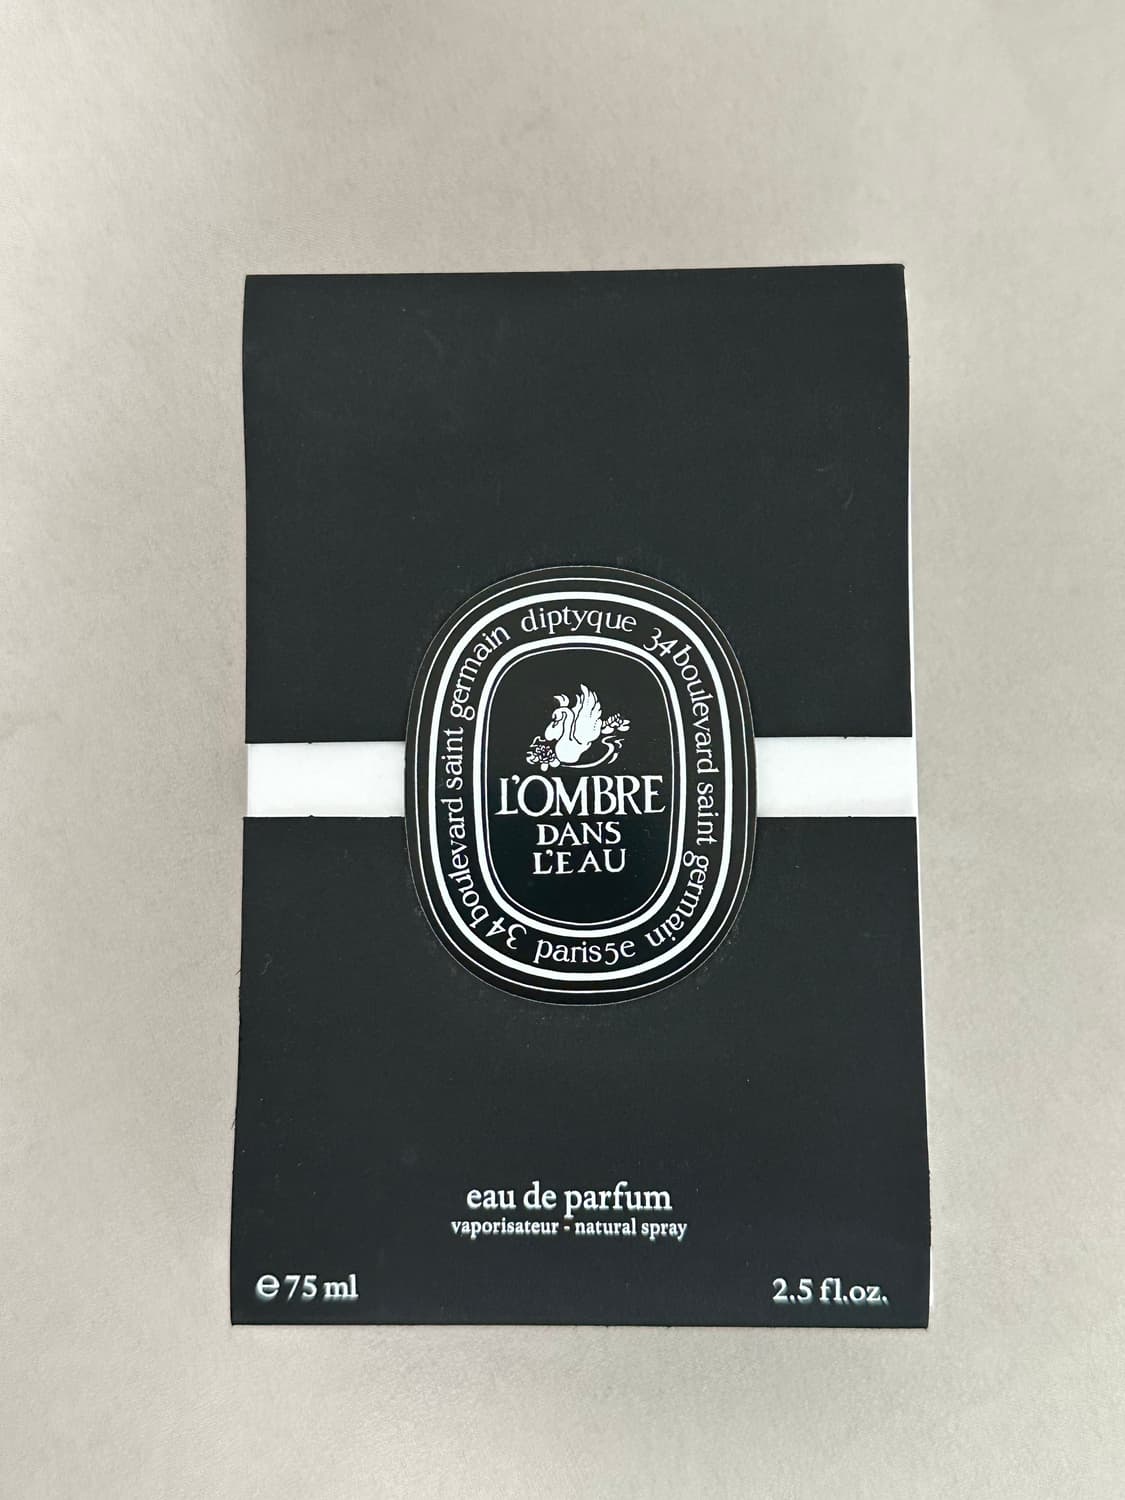 diptyque 34 boulevard saint germain paris5e 34 boulevard saint germain
L'OMBRE
DANS
L'EAU
eau de parfum
vaporisateur - natural spray
℮ 75 ml
2.5 fl.oz.